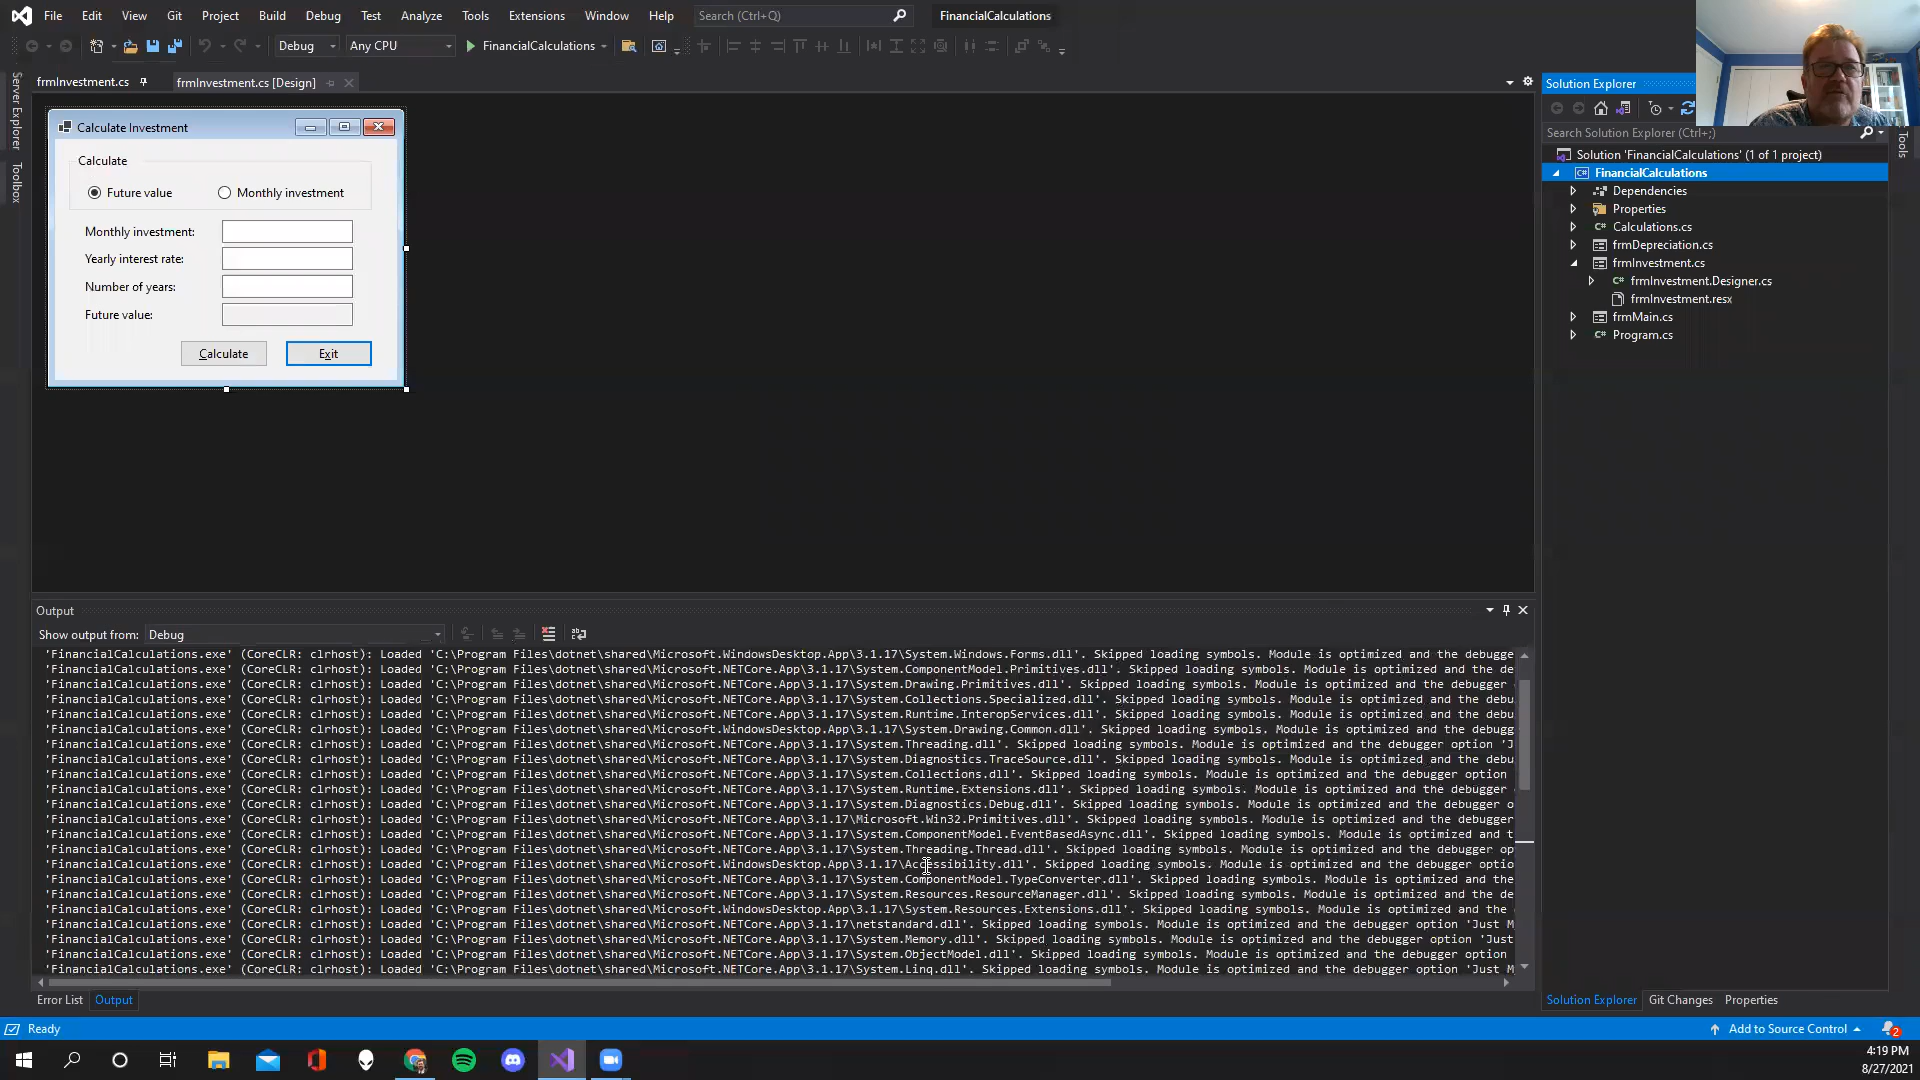 File Edit View Git Project Build Debug Test Analyze Tools Extensions Window Help Search (Ctrl+Q) FinancialCalculations
Debug Any CPU FinancialCalculations
Server Explorer
Toolbox
frmInvestment.cs frmInvestment.cs [Design]
Calculate Investment
Calculate
Future value Monthly investment
Monthly investment:
Yearly interest rate:
Number of years:
Future value:
Calculate Exit
Solution Explorer
Search Solution Explorer (Ctrl+;)
Solution 'FinancialCalculations' (1 of 1 project)
FinancialCalculations
Dependencies
Properties
Calculations.cs
frmDepreciation.cs
frmInvestment.cs
frmInvestment.Designer.cs
frmInvestment.resx
frmMain.cs
Program.cs
Tools
Output
Show output from: Debug
'FinancialCalculations.exe' (CoreCLR: clrhost): Loaded 'C:\Program Files\dotnet\shared\Microsoft.WindowsDesktop.App\3.1.17\System.Windows.Forms.dll'. Skipped loading symbols. Module is optimized and the debugge
'FinancialCalculations.exe' (CoreCLR: clrhost): Loaded 'C:\Program Files\dotnet\shared\Microsoft.NETCore.App\3.1.17\System.ComponentModel.Primitives.dll'. Skipped loading symbols. Module is optimized and the de
'FinancialCalculations.exe' (CoreCLR: clrhost): Loaded 'C:\Program Files\dotnet\shared\Microsoft.NETCore.App\3.1.17\System.Drawing.Primitives.dll'. Skipped loading symbols. Module is optimized and the debugger
'FinancialCalculations.exe' (CoreCLR: clrhost): Loaded 'C:\Program Files\dotnet\shared\Microsoft.NETCore.App\3.1.17\System.Collections.Specialized.dll'. Skipped loading symbols. Module is optimized and the debu
'FinancialCalculations.exe' (CoreCLR: clrhost): Loaded 'C:\Program Files\dotnet\shared\Microsoft.NETCore.App\3.1.17\System.Runtime.InteropServices.dll'. Skipped loading symbols. Module is optimized and the debu
'FinancialCalculations.exe' (CoreCLR: clrhost): Loaded 'C:\Program Files\dotnet\shared\Microsoft.WindowsDesktop.App\3.1.17\System.Drawing.Common.dll'. Skipped loading symbols. Module is optimized and the debugg
'FinancialCalculations.exe' (CoreCLR: clrhost): Loaded 'C:\Program Files\dotnet\shared\Microsoft.NETCore.App\3.1.17\System.Threading.dll'. Skipped loading symbols. Module is optimized and the debugger option 'J
'FinancialCalculations.exe' (CoreCLR: clrhost): Loaded 'C:\Program Files\dotnet\shared\Microsoft.NETCore.App\3.1.17\System.Diagnostics.TraceSource.dll'. Skipped loading symbols. Module is optimized and the debu
'FinancialCalculations.exe' (CoreCLR: clrhost): Loaded 'C:\Program Files\dotnet\shared\Microsoft.NETCore.App\3.1.17\System.Collections.dll'. Skipped loading symbols. Module is optimized and the debugger option
'FinancialCalculations.exe' (CoreCLR: clrhost): Loaded 'C:\Program Files\dotnet\shared\Microsoft.NETCore.App\3.1.17\System.Runtime.Extensions.dll'. Skipped loading symbols. Module is optimized and the debugger
'FinancialCalculations.exe' (CoreCLR: clrhost): Loaded 'C:\Program Files\dotnet\shared\Microsoft.NETCore.App\3.1.17\System.Diagnostics.Debug.dll'. Skipped loading symbols. Module is optimized and the debugger o
'FinancialCalculations.exe' (CoreCLR: clrhost): Loaded 'C:\Program Files\dotnet\shared\Microsoft.NETCore.App\3.1.17\Microsoft.Win32.Primitives.dll'. Skipped loading symbols. Module is optimized and the debugger
'FinancialCalculations.exe' (CoreCLR: clrhost): Loaded 'C:\Program Files\dotnet\shared\Microsoft.NETCore.App\3.1.17\System.ComponentModel.EventBasedAsync.dll'. Skipped loading symbols. Module is optimized and t
'FinancialCalculations.exe' (CoreCLR: clrhost): Loaded 'C:\Program Files\dotnet\shared\Microsoft.NETCore.App\3.1.17\System.Threading.Thread.dll'. Skipped loading symbols. Module is optimized and the debugger op
'FinancialCalculations.exe' (CoreCLR: clrhost): Loaded 'C:\Program Files\dotnet\shared\Microsoft.WindowsDesktop.App\3.1.17\Accessibility.dll'. Skipped loading symbols. Module is optimized and the debugger optio
'FinancialCalculations.exe' (CoreCLR: clrhost): Loaded 'C:\Program Files\dotnet\shared\Microsoft.NETCore.App\3.1.17\System.ComponentModel.TypeConverter.dll'. Skipped loading symbols. Module is optimized and the
'FinancialCalculations.exe' (CoreCLR: clrhost): Loaded 'C:\Program Files\dotnet\shared\Microsoft.NETCore.App\3.1.17\System.Resources.ResourceManager.dll'. Skipped loading symbols. Module is optimized and the de
'FinancialCalculations.exe' (CoreCLR: clrhost): Loaded 'C:\Program Files\dotnet\shared\Microsoft.WindowsDesktop.App\3.1.17\System.Resources.Extensions.dll'. Skipped loading symbols. Module is optimized and the
'FinancialCalculations.exe' (CoreCLR: clrhost): Loaded 'C:\Program Files\dotnet\shared\Microsoft.NETCore.App\3.1.17\netstandard.dll'. Skipped loading symbols. Module is optimized and the debugger option 'Just M
'FinancialCalculations.exe' (CoreCLR: clrhost): Loaded 'C:\Program Files\dotnet\shared\Microsoft.NETCore.App\3.1.17\System.Memory.dll'. Skipped loading symbols. Module is optimized and the debugger option 'Just
'FinancialCalculations.exe' (CoreCLR: clrhost): Loaded 'C:\Program Files\dotnet\shared\Microsoft.NETCore.App\3.1.17\System.ObjectModel.dll'. Skipped loading symbols. Module is optimized and the debugger option
'FinancialCalculations.exe' (CoreCLR: clrhost): Loaded 'C:\Program Files\dotnet\shared\Microsoft.NETCore.App\3.1.17\System.Linq.dll'. Skipped loading symbols. Module is optimized and the debugger option 'Just M
Error List Output
Solution Explorer Git Changes Properties
Ready Add to Source Control 2
4:19 PM
8/27/2021